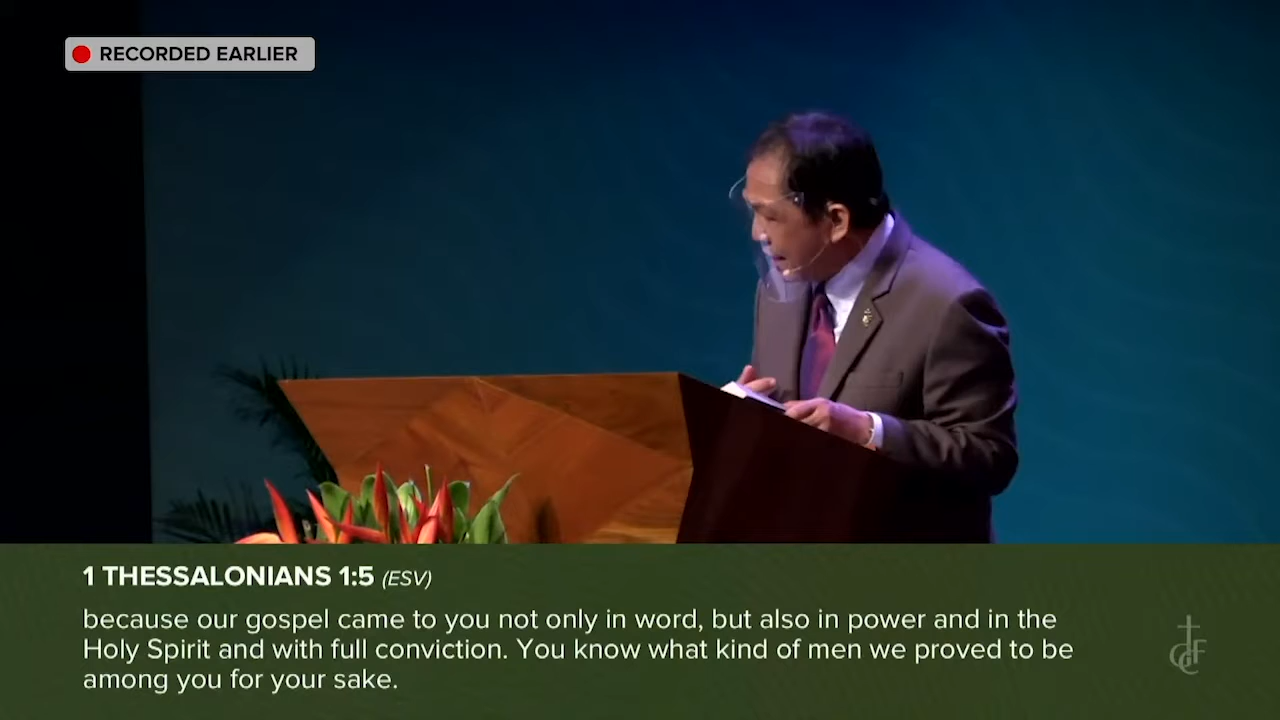 RECORDED EARLIER
1 THESSALONIANS 1:5 (ESV)
because our gospel came to you not only in word, but also in power and in the
Holy Spirit and with full conviction. You know what kind of men we proved to be
among you for your sake.
GCF